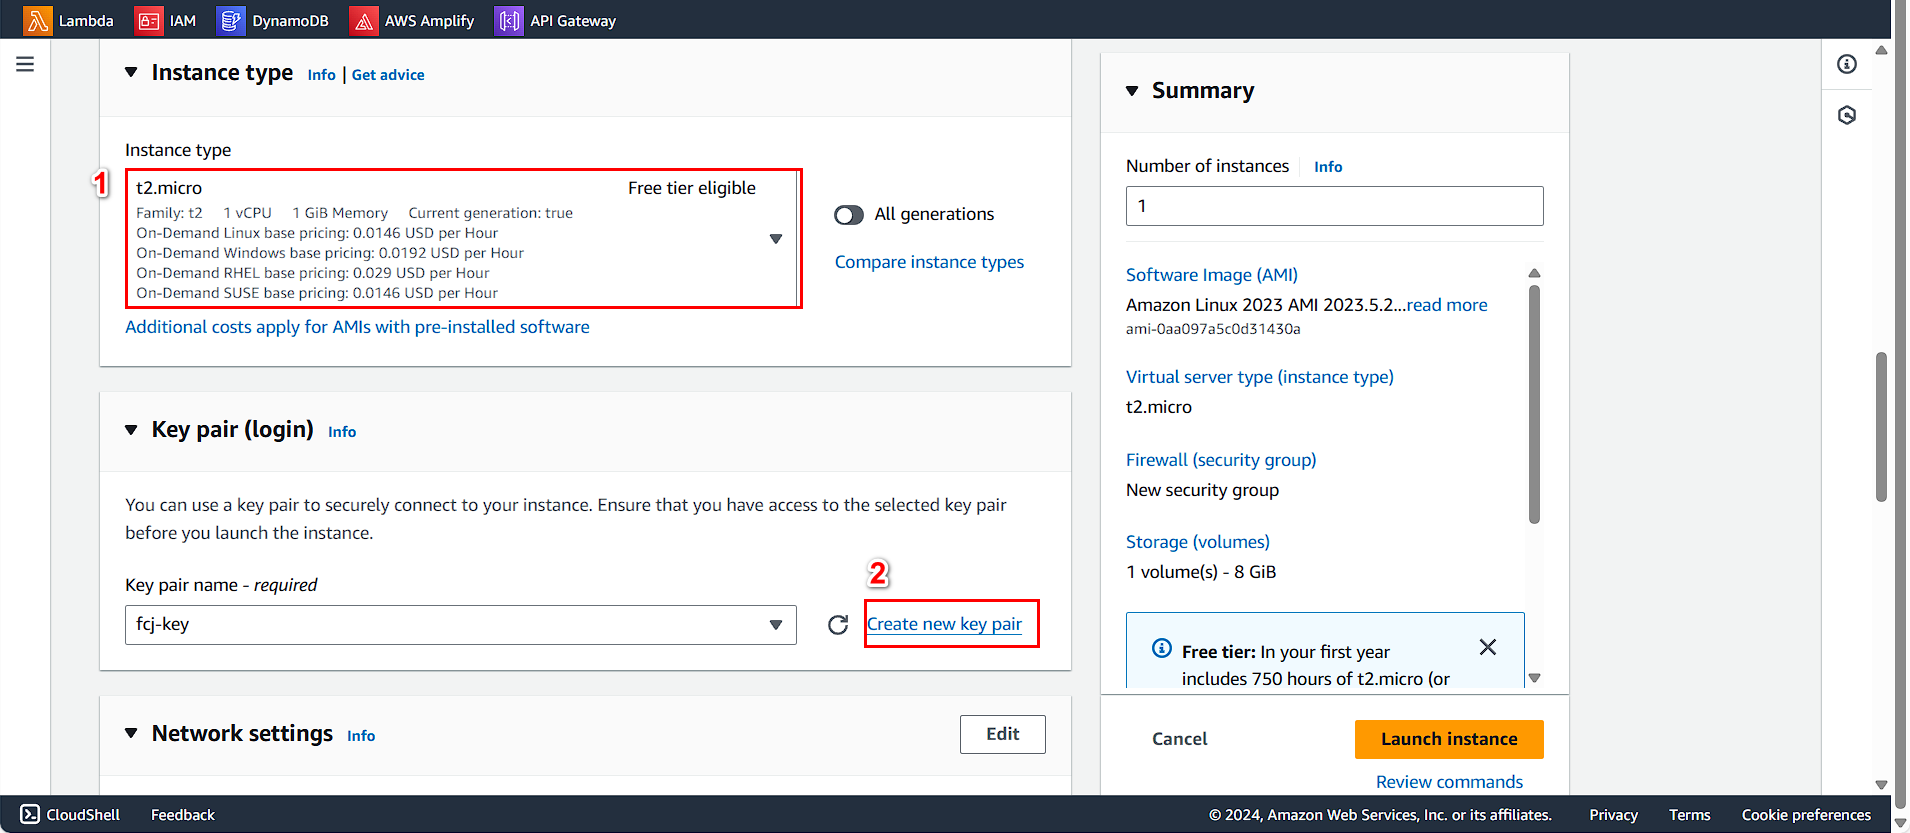 Lambda IAM DynamoDB AWS Amplify API Gateway
Instance type Info | Get advice
Instance type
1
t2.micro Free tier eligible
Family: t2 1 vCPU 1 GiB Memory Current generation: true
On-Demand Linux base pricing: 0.0146 USD per Hour
On-Demand Windows base pricing: 0.0192 USD per Hour
On-Demand RHEL base pricing: 0.029 USD per Hour
On-Demand SUSE base pricing: 0.0146 USD per Hour
All generations
Compare instance types
Additional costs apply for AMIs with pre-installed software
Key pair (login) Info
You can use a key pair to securely connect to your instance. Ensure that you have access to the selected key pair
before you launch the instance.
Key pair name - required
fcj-key
2
Create new key pair
Network settings Info
Edit
Summary
Number of instances Info
1
Software Image (AMI)
Amazon Linux 2023 AMI 2023.5.2...read more
ami-0aa097a5c0d31430a
Virtual server type (instance type)
t2.micro
Firewall (security group)
New security group
Storage (volumes)
1 volume(s) - 8 GiB
Free tier: In your first year
includes 750 hours of t2.micro (or
Cancel
Launch instance
Review commands
CloudShell Feedback
© 2024, Amazon Web Services, Inc. or its affiliates. Privacy Terms Cookie preferences